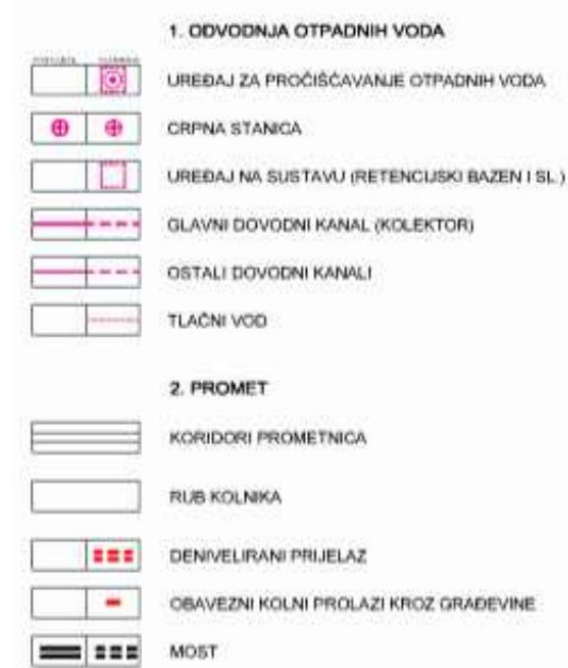 1. ODVODNJA OTPADNIH VODA
UREĐAJ ZA PROČIŠĆAVANJE OTPADNIH VODA
CRPNA STANICA
UREĐAJ NA SUSTAVU (RETENCIJSKI BAZEN I SL.)
GLAVNI DOVODNI KANAL (KOLEKTOR)
OSTALI DOVODNI KANALI
TLAČNI VOD
2. PROMET
KORIDORI PROMETNICA
RUB KOLNIKA
DENIVELIRANI PRIJELAZ
OBAVEZNI KOLNI PROLAZI KROZ GRAĐEVINE
MOST